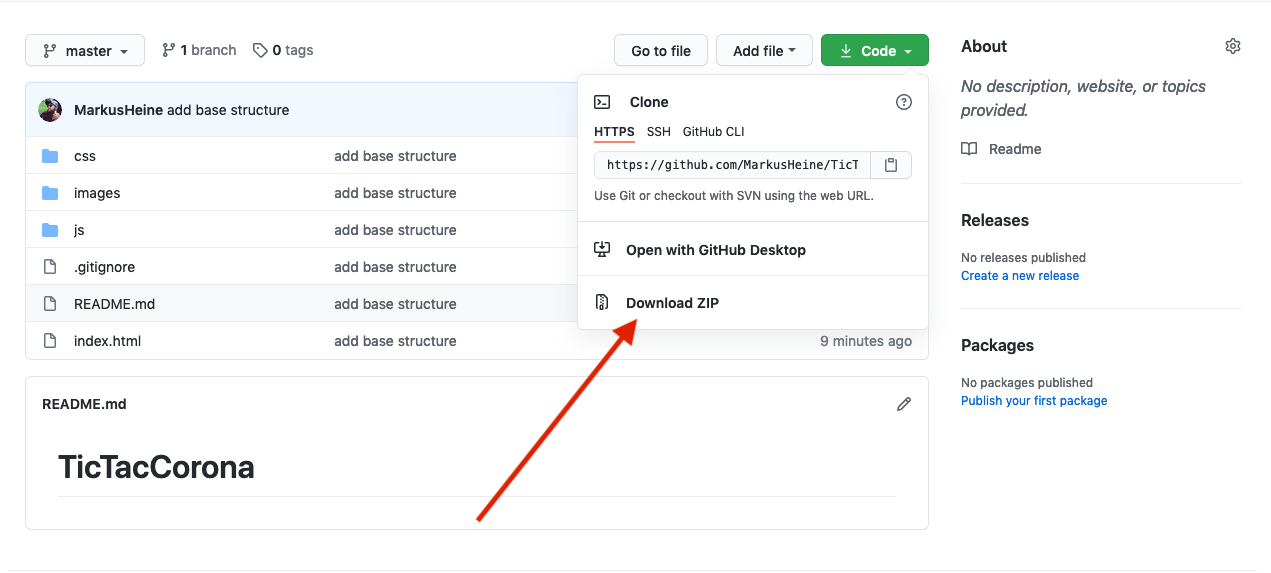 master 1 branch 0 tags Go to file Add file Code
MarkusHeine add base structure
css add base structure
images add base structure
js add base structure
.gitignore add base structure
README.md add base structure
index.html add base structure 9 minutes ago
Clone
HTTPS SSH GitHub CLI
https://github.com/MarkusHeine/TicT
Use Git or checkout with SVN using the web URL.
Open with GitHub Desktop
Download ZIP
README.md
TicTacCorona
About
No description, website, or topics
provided.
Readme
Releases
No releases published
Create a new release
Packages
No packages published
Publish your first package